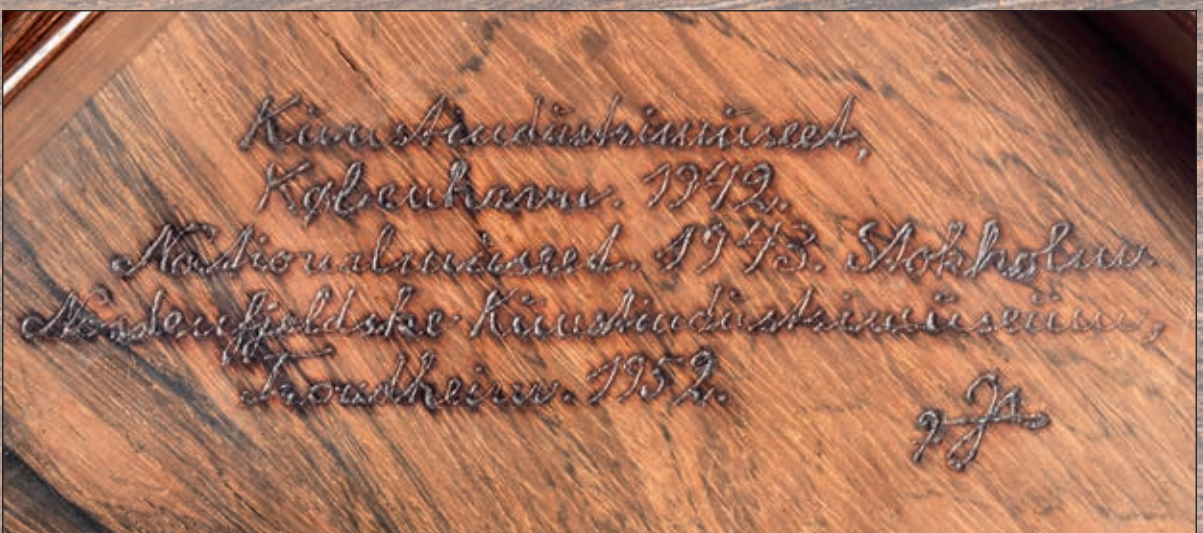 Kunstindustrimuseet,
København. 1942.
Nationalmuseet. 1943. Stokholm.
Nordenfjeldske Kunstindustrimuseum,
Trondheim. 1952.